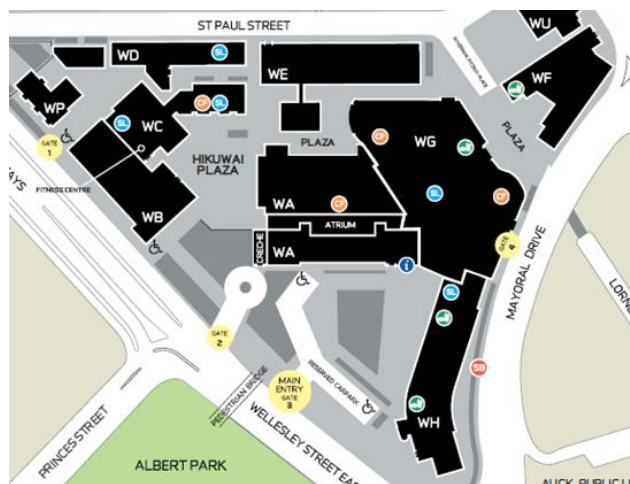 ST PAUL STREET
WU
WD
SL
WE
WF
WP
CF
SL
WC
SL
GATE
1
FITNESS CENTRE
HIKUWAI
PLAZA
PLAZA
CF
WG
PLAZA
WB
WA
CF
SL
CF
ATRIUM
CRECHE
WA
i
GATE
4
MAYORAL DRIVE
SL
GATE
2
MAIN
ENTRY
GATE
3
RESERVED CARPARK
SB
PEDESTRIAN BRIDGE
WH
PRINCES STREET
WELLESLEY STREET EAS
ALBERT PARK
LORNE
AUCK PUBLIC LI
WAYS